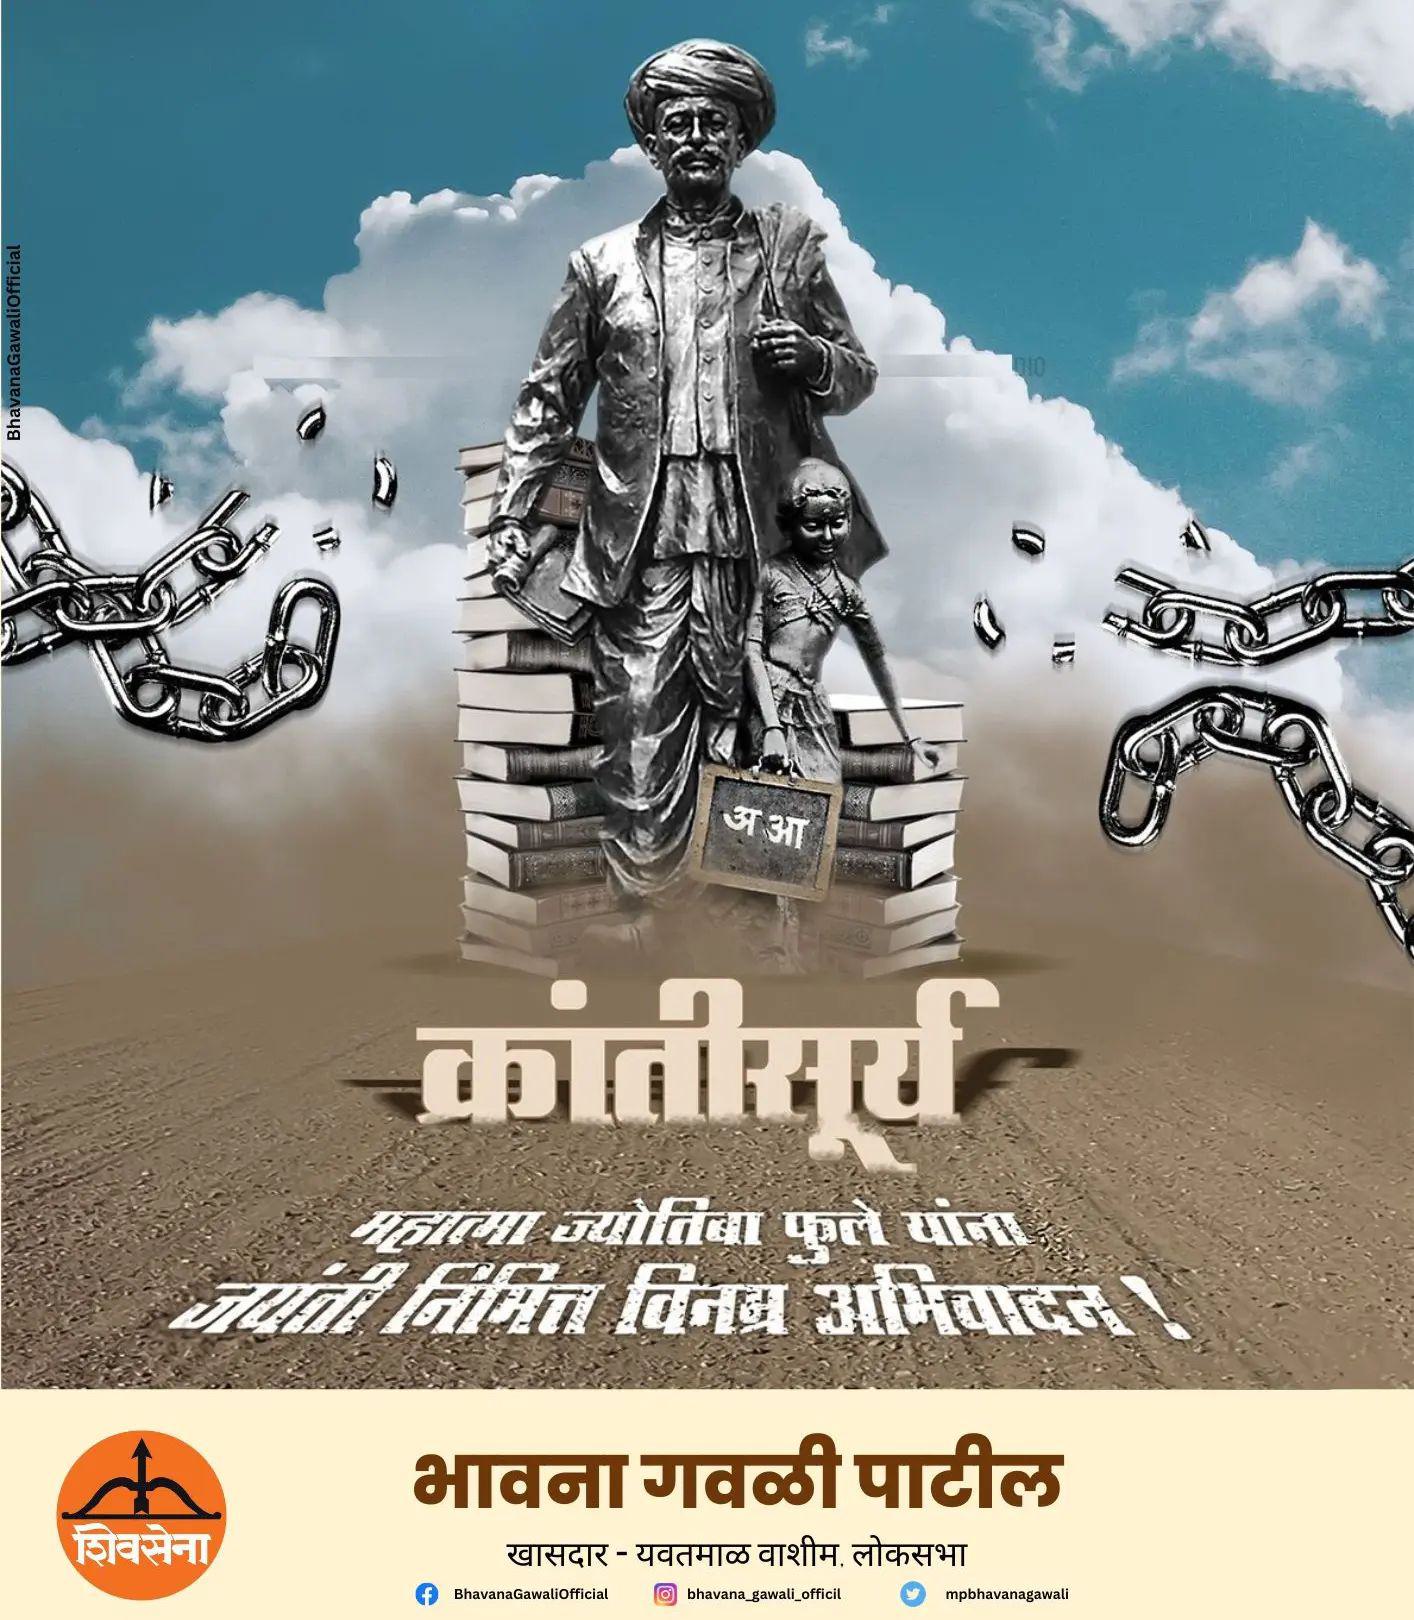 BhavanaGawaliOfficial
अ आ
क्रांतीसूर्य
महात्मा ज्योतिबा फुले यांना
जयंती निमित्त विनम्र अभिवादन !
शिवसेना
भावना गवळी पाटील
खासदार - यवतमाळ वाशीम. लोकसभा
BhavanaGawaliOfficial bhavana_gawali_officil mpbhavanagawali